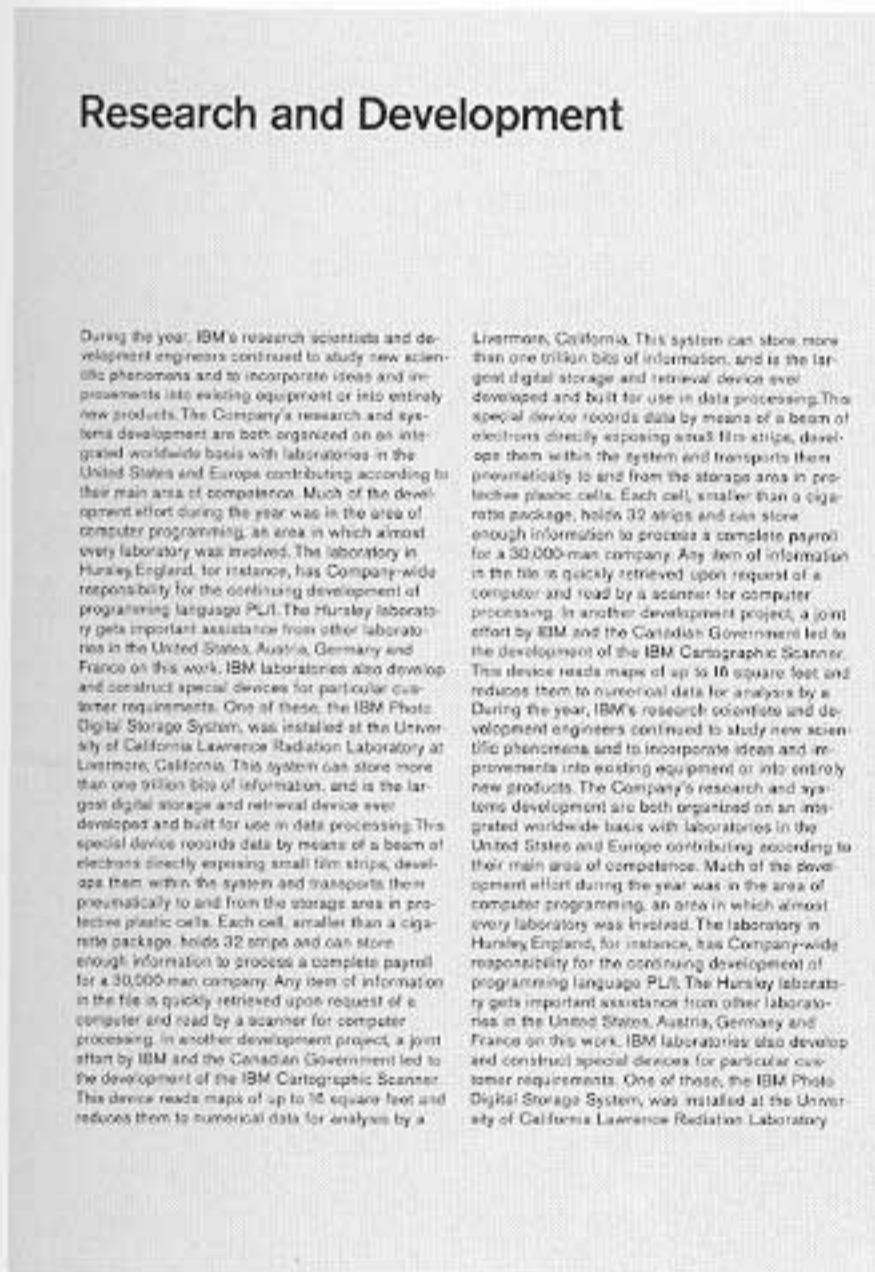 Research and Development
During the year, IBM's research scientists and de-
velopment engineers continued to study new scien-
tific phenomena and to incorporate ideas and im-
provements into existing equipment or into entirely
new products. The Company's research and sys-
tems development are both organized on an inte-
grated worldwide basis with laboratories in the
United States and Europe contributing according to
their main area of competence. Much of the devel-
opment effort during the year was in the area of
computer programming, an area in which almost
every laboratory was involved. The laboratory in
Hursley, England, for instance, has Company-wide
responsibility for the continuing development of
programming language PL/I. The Hursley laborato-
ry gets important assistance from other laborato-
ries in the United States, Austria, Germany and
France on this work. IBM laboratories also develop
and construct special devices for particular cus-
tomer requirements. One of these, the IBM Photo
Digital Storage System, was installed at the Univer-
sity of California Lawrence Radiation Laboratory at
Livermore, California. This system can store more
than one trillion bits of information, and is the lar-
gest digital storage and retrieval device ever
developed and built for use in data processing. This
special device records data by means of a beam of
electrons directly exposing small film strips, devel-
ops them within the system and transports them
pneumatically to and from the storage area in pro-
tective plastic cells. Each cell, smaller than a ciga-
rette package, holds 32 strips and can store
enough information to process a complete payroll
for a 30,000-man company. Any item of information
in the file is quickly retrieved upon request of a
computer and read by a scanner for computer
processing. In another development project, a joint
effort by IBM and the Canadian Government led to
the development of the IBM Cartographic Scanner.
This device reads maps of up to 16 square feet and
reduces them to numerical data for analysis by a
Livermore, California. This system can store more
than one trillion bits of information, and is the lar-
gest digital storage and retrieval device ever
developed and built for use in data processing. This
special device records data by means of a beam of
electrons directly exposing small film strips, devel-
ops them within the system and transports them
pneumatically to and from the storage area in pro-
tective plastic cells. Each cell, smaller than a ciga-
rette package, holds 32 strips and can store
enough information to process a complete payroll
for a 30,000-man company. Any item of information
in the file is quickly retrieved upon request of a
computer and read by a scanner for computer
processing. In another development project, a joint
effort by IBM and the Canadian Government led to
the development of the IBM Cartographic Scanner.
This device reads maps of up to 16 square feet and
reduces them to numerical data for analysis by a
During the year, IBM's research scientists and de-
velopment engineers continued to study new scien-
tific phenomena and to incorporate ideas and im-
provements into existing equipment or into entirely
new products. The Company's research and sys-
tems development are both organized on an inte-
grated worldwide basis with laboratories in the
United States and Europe contributing according to
their main area of competence. Much of the devel-
opment effort during the year was in the area of
computer programming, an area in which almost
every laboratory was involved. The laboratory in
Hursley, England, for instance, has Company-wide
responsibility for the continuing development of
programming language PL/I. The Hursley laborato-
ry gets important assistance from other laborato-
ries in the United States, Austria, Germany and
France on this work. IBM laboratories also develop
and construct special devices for particular cus-
tomer requirements. One of these, the IBM Photo
Digital Storage System, was installed at the Univer-
sity of California Lawrence Radiation Laboratory